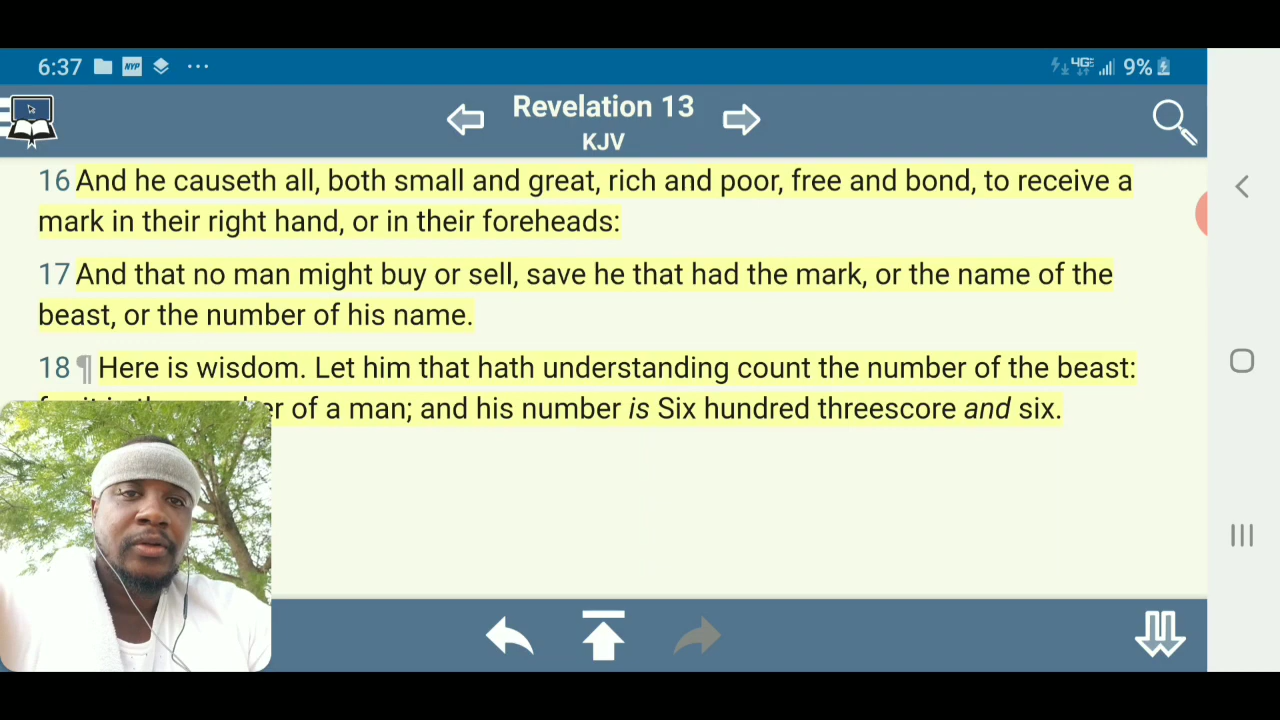 6:37 NYP ... 4GE 9%
Revelation 13
KJV
16 And he causeth all, both small and great, rich and poor, free and bond, to receive a
mark in their right hand, or in their foreheads:
17 And that no man might buy or sell, save he that had the mark, or the name of the
beast, or the number of his name.
18 ¶ Here is wisdom. Let him that hath understanding count the number of the beast:
of a man; and his number is Six hundred threescore and six.